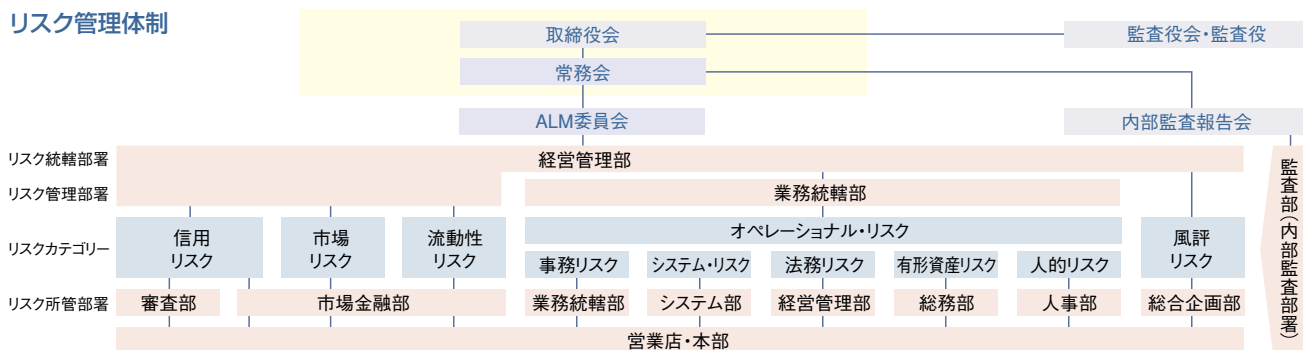 リスク管理体制
取締役会
監査役会・監査役
常務会
ALM委員会
内部監査報告会
リスク統轄部署
経営管理部
リスク管理部署
業務統轄部
リスクカテゴリー
信用
リスク
市場
リスク
流動性
リスク
オペレーショナル・リスク
事務リスク
システム・リスク
法務リスク
有形資産リスク
人的リスク
風評
リスク
リスク所管部署
審査部
市場金融部
業務統轄部
システム部
経営管理部
総務部
人事部
総合企画部
営業店・本部
監査部(内部監査部署)